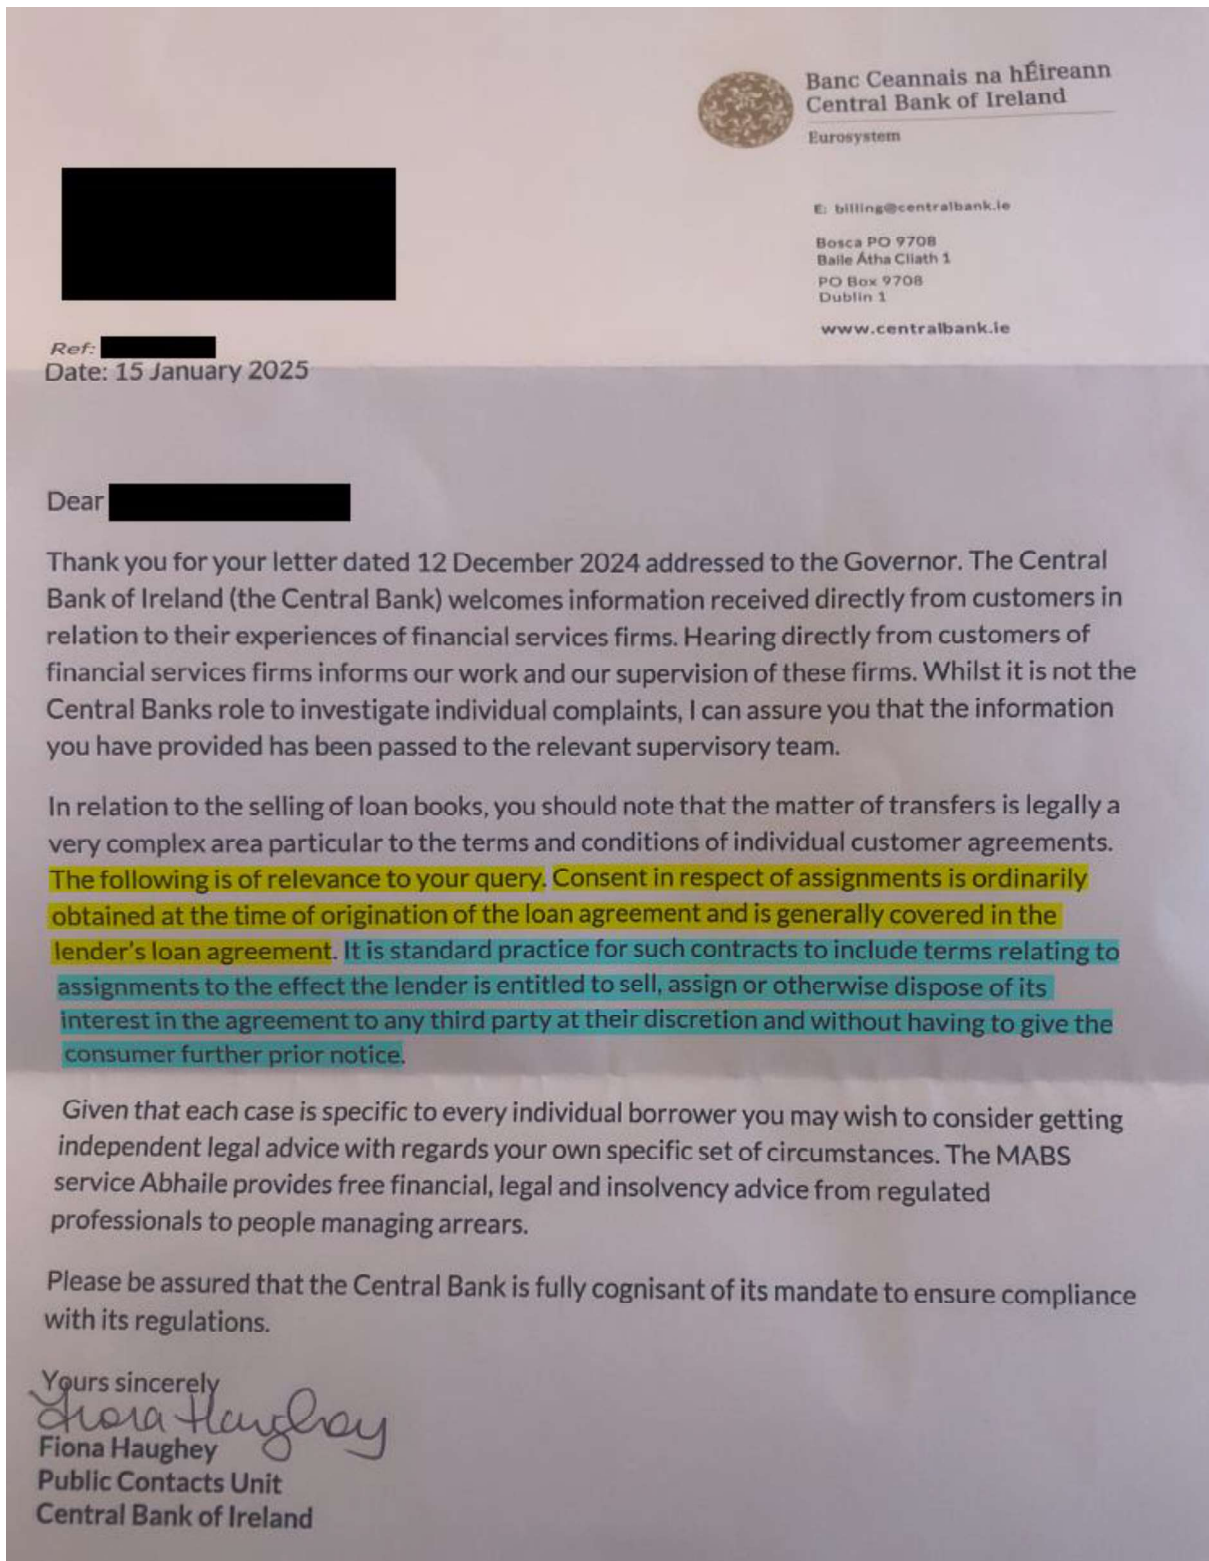 Banc Ceannais na hÉireann
Central Bank of Ireland
Eurosystem
E: billing@centralbank.ie
Bosca PO 9708
Baile Átha Cliath 1
PO Box 9708
Dublin 1
www.centralbank.ie
Ref:
Date: 15 January 2025
Dear
Thank you for your letter dated 12 December 2024 addressed to the Governor. The Central
Bank of Ireland (the Central Bank) welcomes information received directly from customers in
relation to their experiences of financial services firms. Hearing directly from customers of
financial services firms informs our work and our supervision of these firms. Whilst it is not the
Central Banks role to investigate individual complaints, I can assure you that the information
you have provided has been passed to the relevant supervisory team.
In relation to the selling of loan books, you should note that the matter of transfers is legally a
very complex area particular to the terms and conditions of individual customer agreements.
The following is of relevance to your query. Consent in respect of assignments is ordinarily
obtained at the time of origination of the loan agreement and is generally covered in the
lender's loan agreement. It is standard practice for such contracts to include terms relating to
assignments to the effect the lender is entitled to sell, assign or otherwise dispose of its
interest in the agreement to any third party at their discretion and without having to give the
consumer further prior notice.
Given that each case is specific to every individual borrower you may wish to consider getting
independent legal advice with regards your own specific set of circumstances. The MABS
service Abhaile provides free financial, legal and insolvency advice from regulated
professionals to people managing arrears.
Please be assured that the Central Bank is fully cognisant of its mandate to ensure compliance
with its regulations.
Yours sincerely
Fiona Haughey
Fiona Haughey
Public Contacts Unit
Central Bank of Ireland